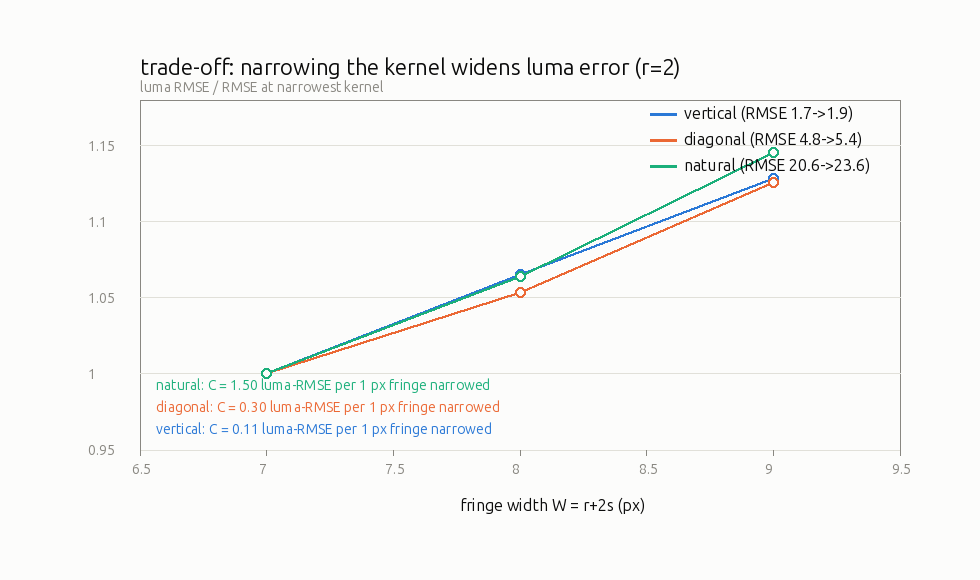 trade-off: narrowing the kernel widens luma error (r=2)
luma RMSE / RMSE at narrowest kernel
vertical (RMSE 1.7->1.9)
diagonal (RMSE 4.8->5.4)
natural (RMSE 20.6->23.6)
1.15
1.1
1.05
1
0.95
natural: C = 1.50 luma-RMSE per 1 px fringe narrowed
diagonal: C = 0.30 luma-RMSE per 1 px fringe narrowed
vertical: C = 0.11 luma-RMSE per 1 px fringe narrowed
6.5 7 7.5 8 8.5 9 9.5
fringe width W = r+2s (px)